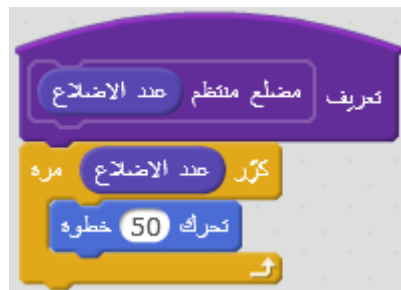 تعريف مضلع منتظم عدد الاضلاع
كرّر عدد الاضلاع مره
تحرك 50 خطوه